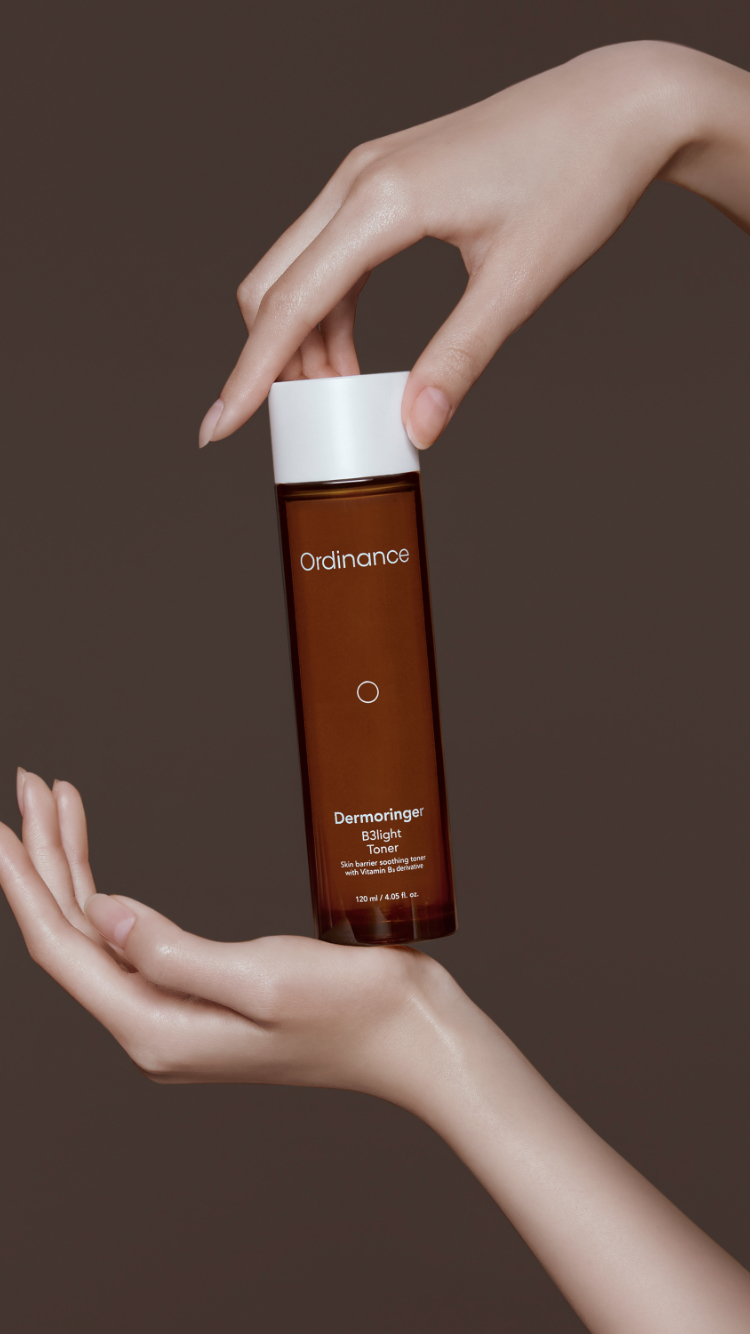 Ordinance
Dermoringer
B3light
Toner
Skin barrier soothing toner
with Vitamin B₃ derivative
120 ml / 4.05 fl. oz.